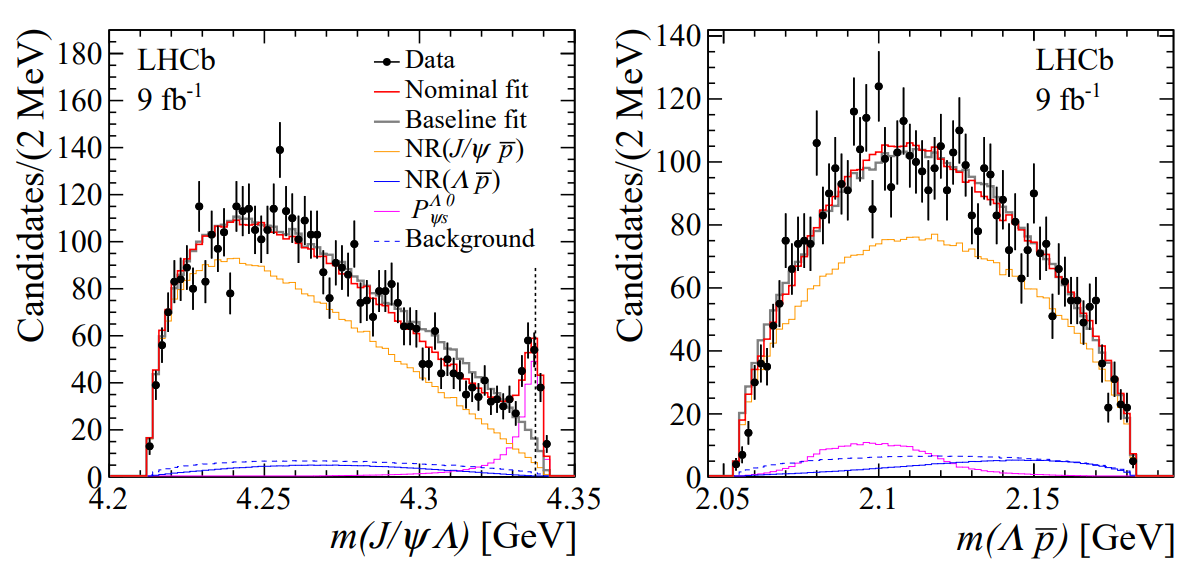 Candidates/(2 MeV)
180
160
140
120
100
80
60
40
20
0
LHCb
9 fb⁻¹
Data
Nominal fit
Baseline fit
NR(J/ψ p̅)
NR(Λ p̅)
P_ψs^Λ 0
Background
4.2 4.25 4.3 4.35
m(J/ψ Λ) [GeV]
Candidates/(2 MeV)
140
120
100
80
60
40
20
0
LHCb
9 fb⁻¹
2.05 2.1 2.15
m(Λ p̅) [GeV]